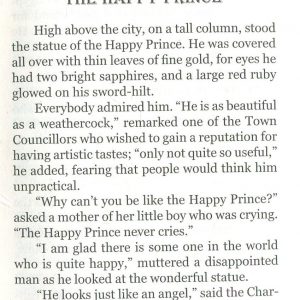 THE HAPPY PRINCE
High above the city, on a tall column, stood
the statue of the Happy Prince. He was covered
all over with thin leaves of fine gold, for eyes he
had two bright sapphires, and a large red ruby
glowed on his sword-hilt.
Everybody admired him. “He is as beautiful
as a weathercock,” remarked one of the Town
Councillors who wished to gain a reputation for
having artistic tastes; “only not quite so useful,”
he added, fearing that people would think him
unpractical.
“Why can’t you be like the Happy Prince?”
asked a mother of her little boy who was crying.
“The Happy Prince never cries.”
“I am glad there is some one in the world
who is quite happy,” muttered a disappointed
man as he looked at the wonderful statue.
“He looks just like an angel,” said the Char-